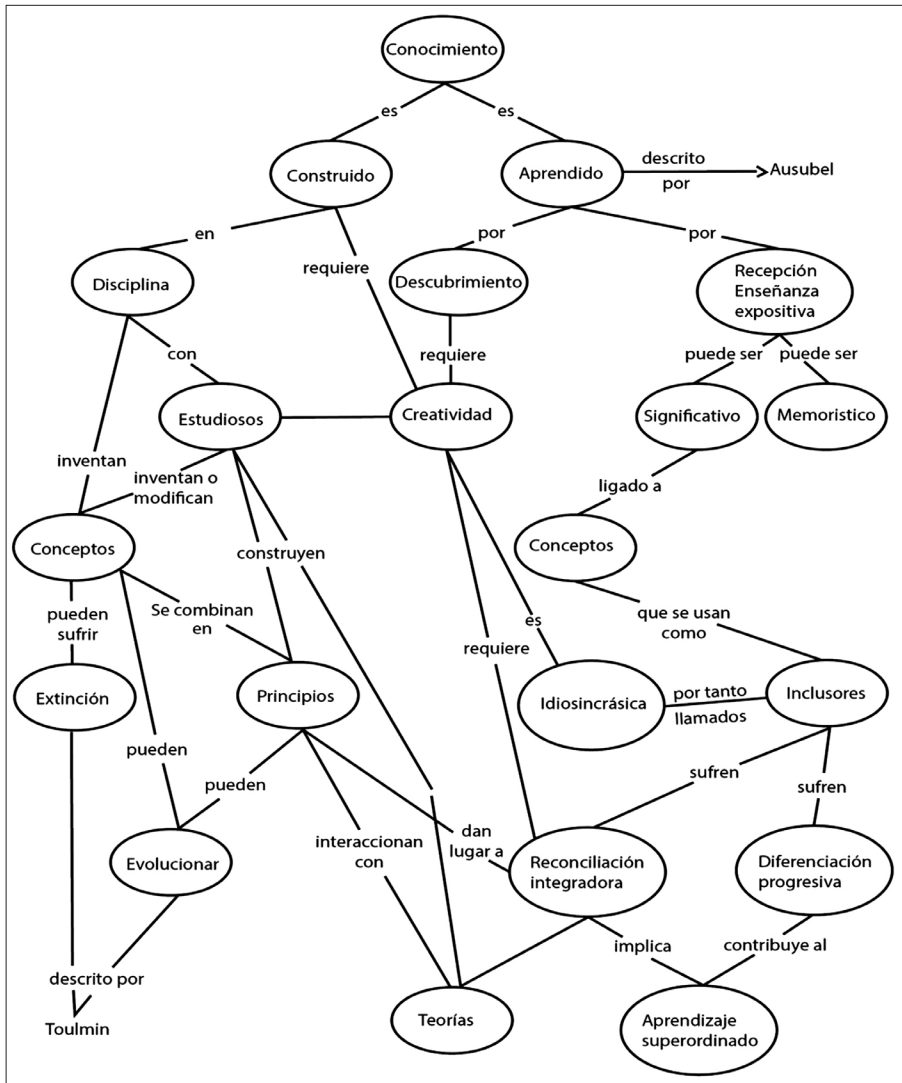 Conocimiento
es
es
Construido
Aprendido
descrito
por
Ausubel
en
requiere
por
por
Disciplina
Descubrimiento
Recepción
Enseñanza
expositiva
con
requiere
puede ser
puede ser
Estudiosos
Creatividad
Significativo
Memoristico
inventan
inventan o
modifican
ligado a
Conceptos
construyen
Conceptos
pueden
sufrir
Se combinan
en
requiere
es
que se usan
como
Extinción
Principios
Idiosincrásica
por tanto
llamados
Inclusores
pueden
pueden
sufren
sufren
interaccionan
con
dan
lugar a
Evolucionar
Reconciliación
integradora
Diferenciación
progresiva
implica
contribuye al
descrito por
Toulmin
Teorías
Aprendizaje
superordinado